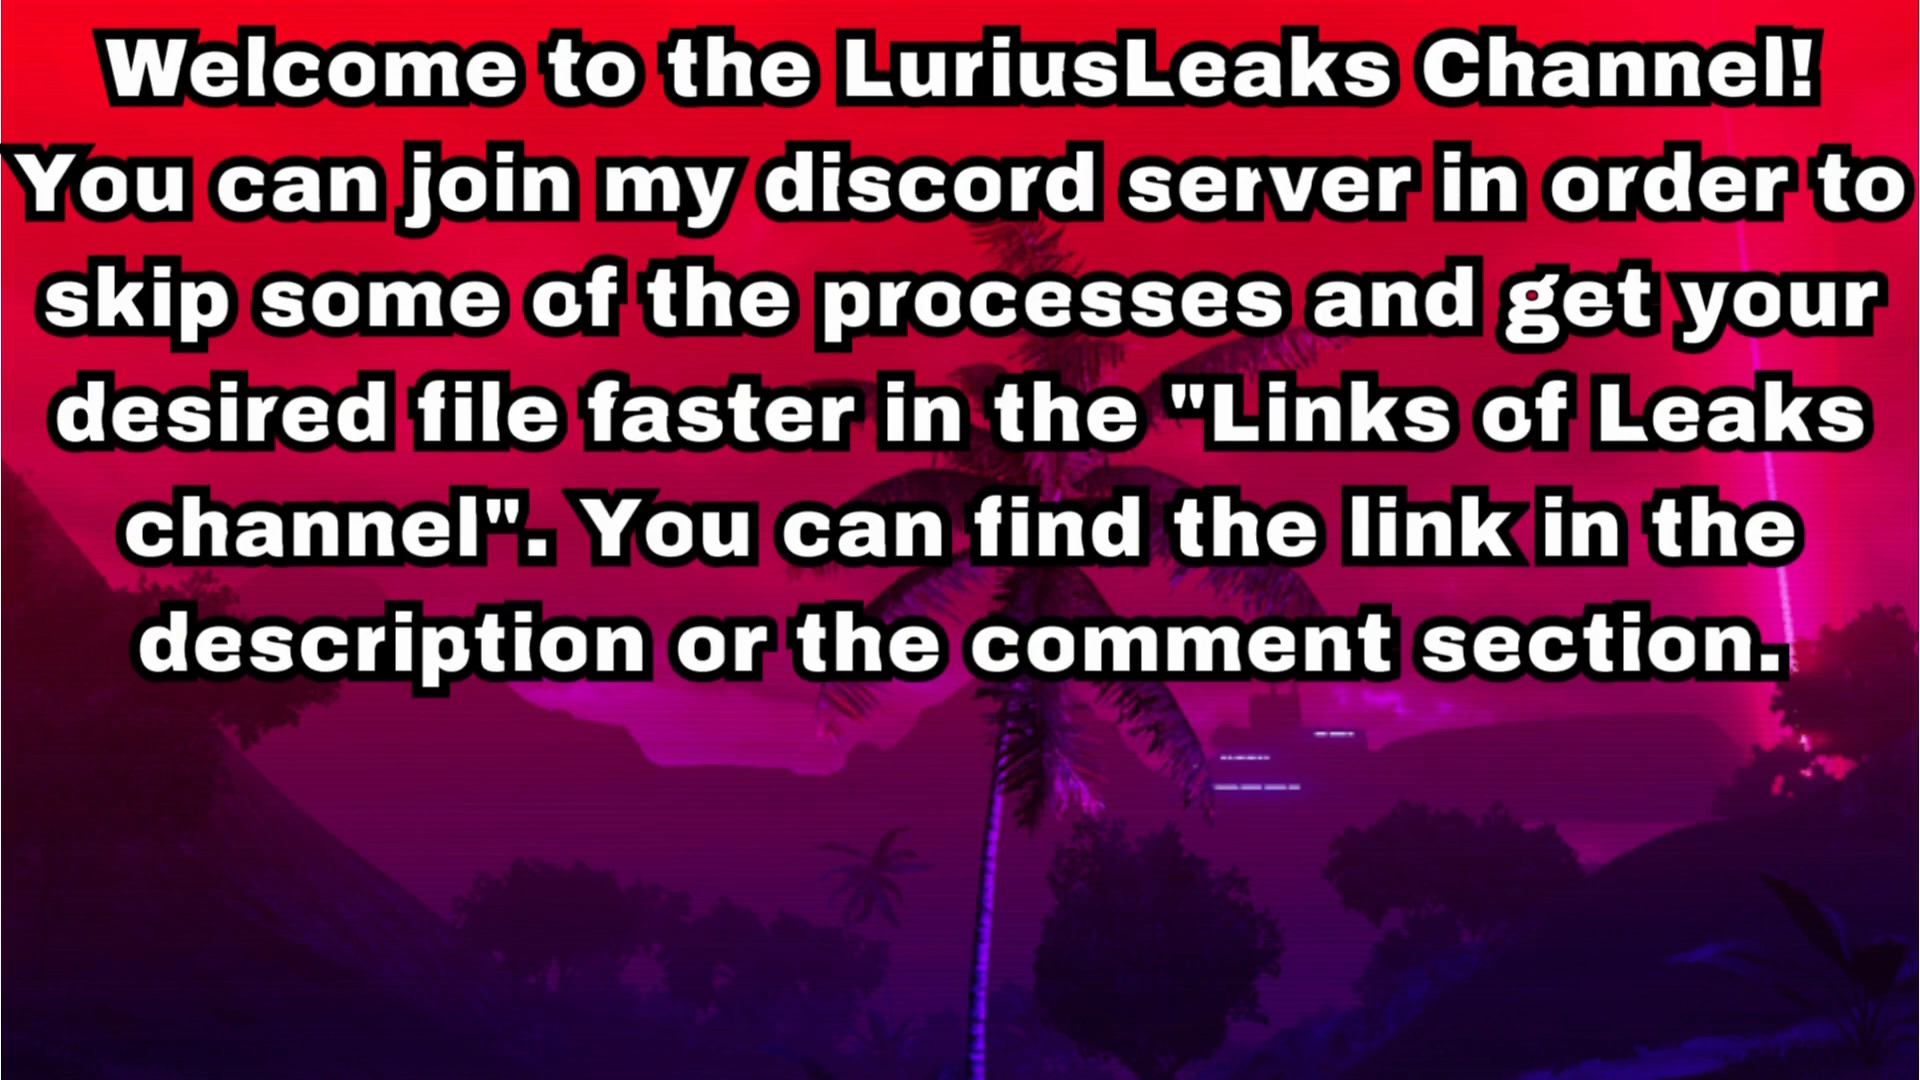 Welcome to the LuriusLeaks Channel!
You can join my discord server in order to
skip some of the processes and get your
desired file faster in the "Links of Leaks
channel". You can find the link in the
description or the comment section.